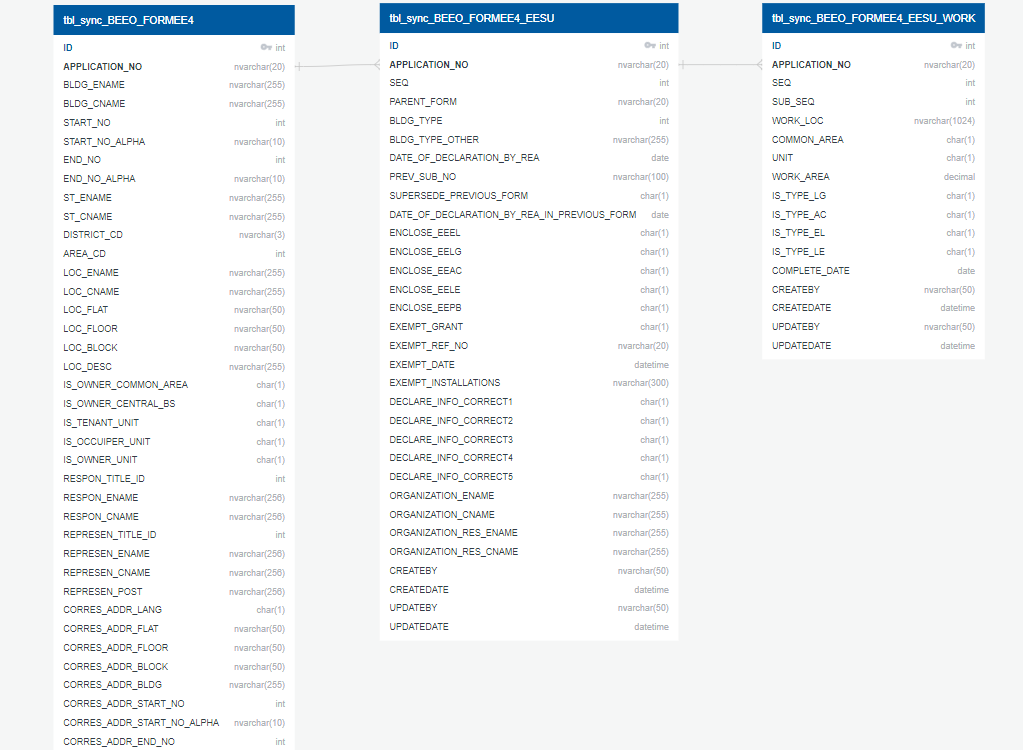 tbl_sync_BEEO_FORMEE4
ID int
APPLICATION_NO nvarchar(20)
BLDG_ENAME nvarchar(255)
BLDG_CNAME nvarchar(255)
START_NO int
START_NO_ALPHA nvarchar(10)
END_NO int
END_NO_ALPHA nvarchar(10)
ST_ENAME nvarchar(255)
ST_CNAME nvarchar(255)
DISTRICT_CD nvarchar(3)
AREA_CD int
LOC_ENAME nvarchar(255)
LOC_CNAME nvarchar(255)
LOC_FLAT nvarchar(50)
LOC_FLOOR nvarchar(50)
LOC_BLOCK nvarchar(50)
LOC_DESC nvarchar(255)
IS_OWNER_COMMON_AREA char(1)
IS_OWNER_CENTRAL_BS char(1)
IS_TENANT_UNIT char(1)
IS_OCCUIPER_UNIT char(1)
IS_OWNER_UNIT char(1)
RESPON_TITLE_ID int
RESPON_ENAME nvarchar(256)
RESPON_CNAME nvarchar(256)
REPRESEN_TITLE_ID int
REPRESEN_ENAME nvarchar(256)
REPRESEN_CNAME nvarchar(256)
REPRESEN_POST nvarchar(256)
CORRES_ADDR_LANG char(1)
CORRES_ADDR_FLAT nvarchar(50)
CORRES_ADDR_FLOOR nvarchar(50)
CORRES_ADDR_BLOCK nvarchar(50)
CORRES_ADDR_BLDG nvarchar(255)
CORRES_ADDR_START_NO int
CORRES_ADDR_START_NO_ALPHA nvarchar(10)
CORRES_ADDR_END_NO int
tbl_sync_BEEO_FORMEE4_EESU
ID int
APPLICATION_NO nvarchar(20)
SEQ int
PARENT_FORM nvarchar(20)
BLDG_TYPE int
BLDG_TYPE_OTHER nvarchar(255)
DATE_OF_DECLARATION_BY_REA date
PREV_SUB_NO nvarchar(100)
SUPERSEDE_PREVIOUS_FORM char(1)
DATE_OF_DECLARATION_BY_REA_IN_PREVIOUS_FORM date
ENCLOSE_EEEL char(1)
ENCLOSE_EELG char(1)
ENCLOSE_EEAC char(1)
ENCLOSE_EELE char(1)
ENCLOSE_EEPB char(1)
EXEMPT_GRANT char(1)
EXEMPT_REF_NO nvarchar(20)
EXEMPT_DATE datetime
EXEMPT_INSTALLATIONS nvarchar(300)
DECLARE_INFO_CORRECT1 char(1)
DECLARE_INFO_CORRECT2 char(1)
DECLARE_INFO_CORRECT3 char(1)
DECLARE_INFO_CORRECT4 char(1)
DECLARE_INFO_CORRECT5 char(1)
ORGANIZATION_ENAME nvarchar(255)
ORGANIZATION_CNAME nvarchar(255)
ORGANIZATION_RES_ENAME nvarchar(255)
ORGANIZATION_RES_CNAME nvarchar(255)
CREATEBY nvarchar(50)
CREATEDATE datetime
UPDATEBY nvarchar(50)
UPDATEDATE datetime
tbl_sync_BEEO_FORMEE4_EESU_WORK
ID int
APPLICATION_NO nvarchar(20)
SEQ int
SUB_SEQ int
WORK_LOC nvarchar(1024)
COMMON_AREA char(1)
UNIT char(1)
WORK_AREA decimal
IS_TYPE_LG char(1)
IS_TYPE_AC char(1)
IS_TYPE_EL char(1)
IS_TYPE_LE char(1)
COMPLETE_DATE date
CREATEBY nvarchar(50)
CREATEDATE datetime
UPDATEBY nvarchar(50)
UPDATEDATE datetime